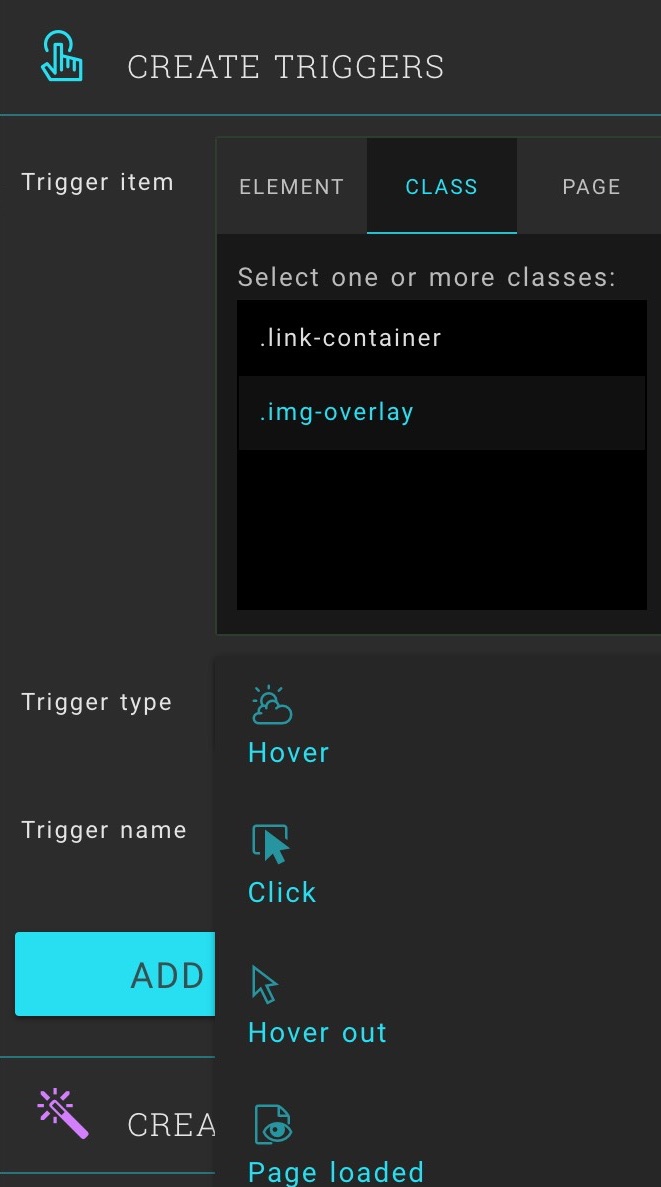 CREATE TRIGGERS
Trigger item
ELEMENT
CLASS
PAGE
Select one or more classes:
.link-container
.img-overlay
Trigger type
Hover
Trigger name
Click
ADD
Hover out
CREA
Page loaded